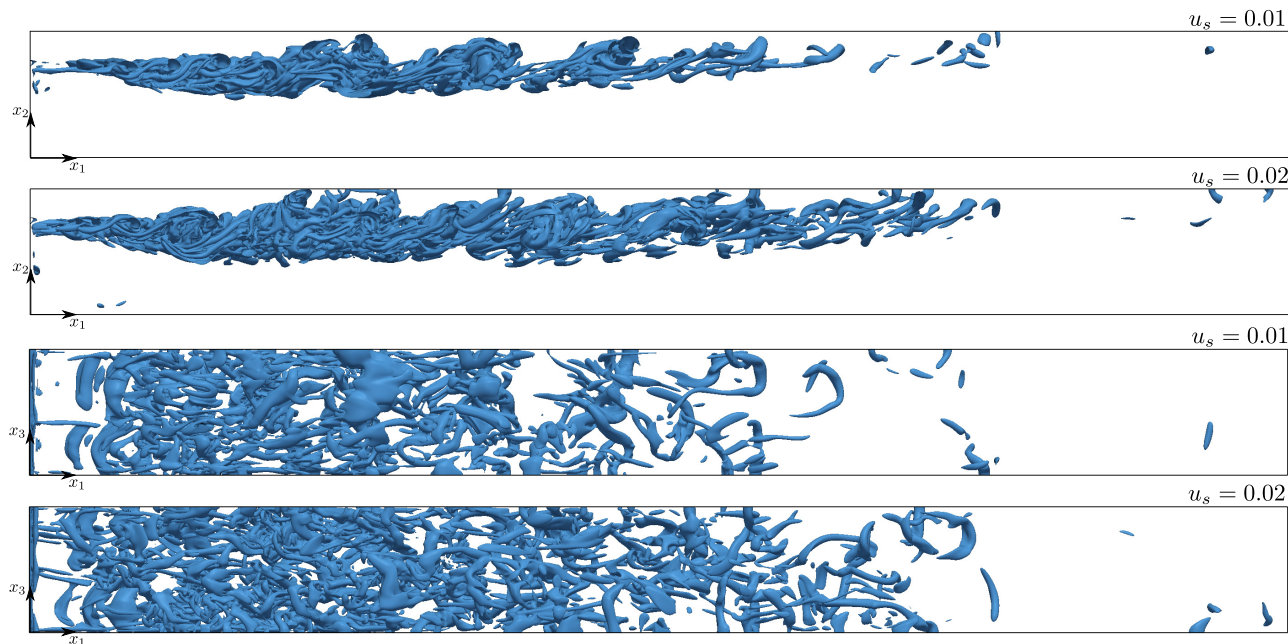 u_s = 0.01
x_2
x_1
u_s = 0.02
x_2
x_1
u_s = 0.01
x_3
x_1
u_s = 0.02
x_3
x_1